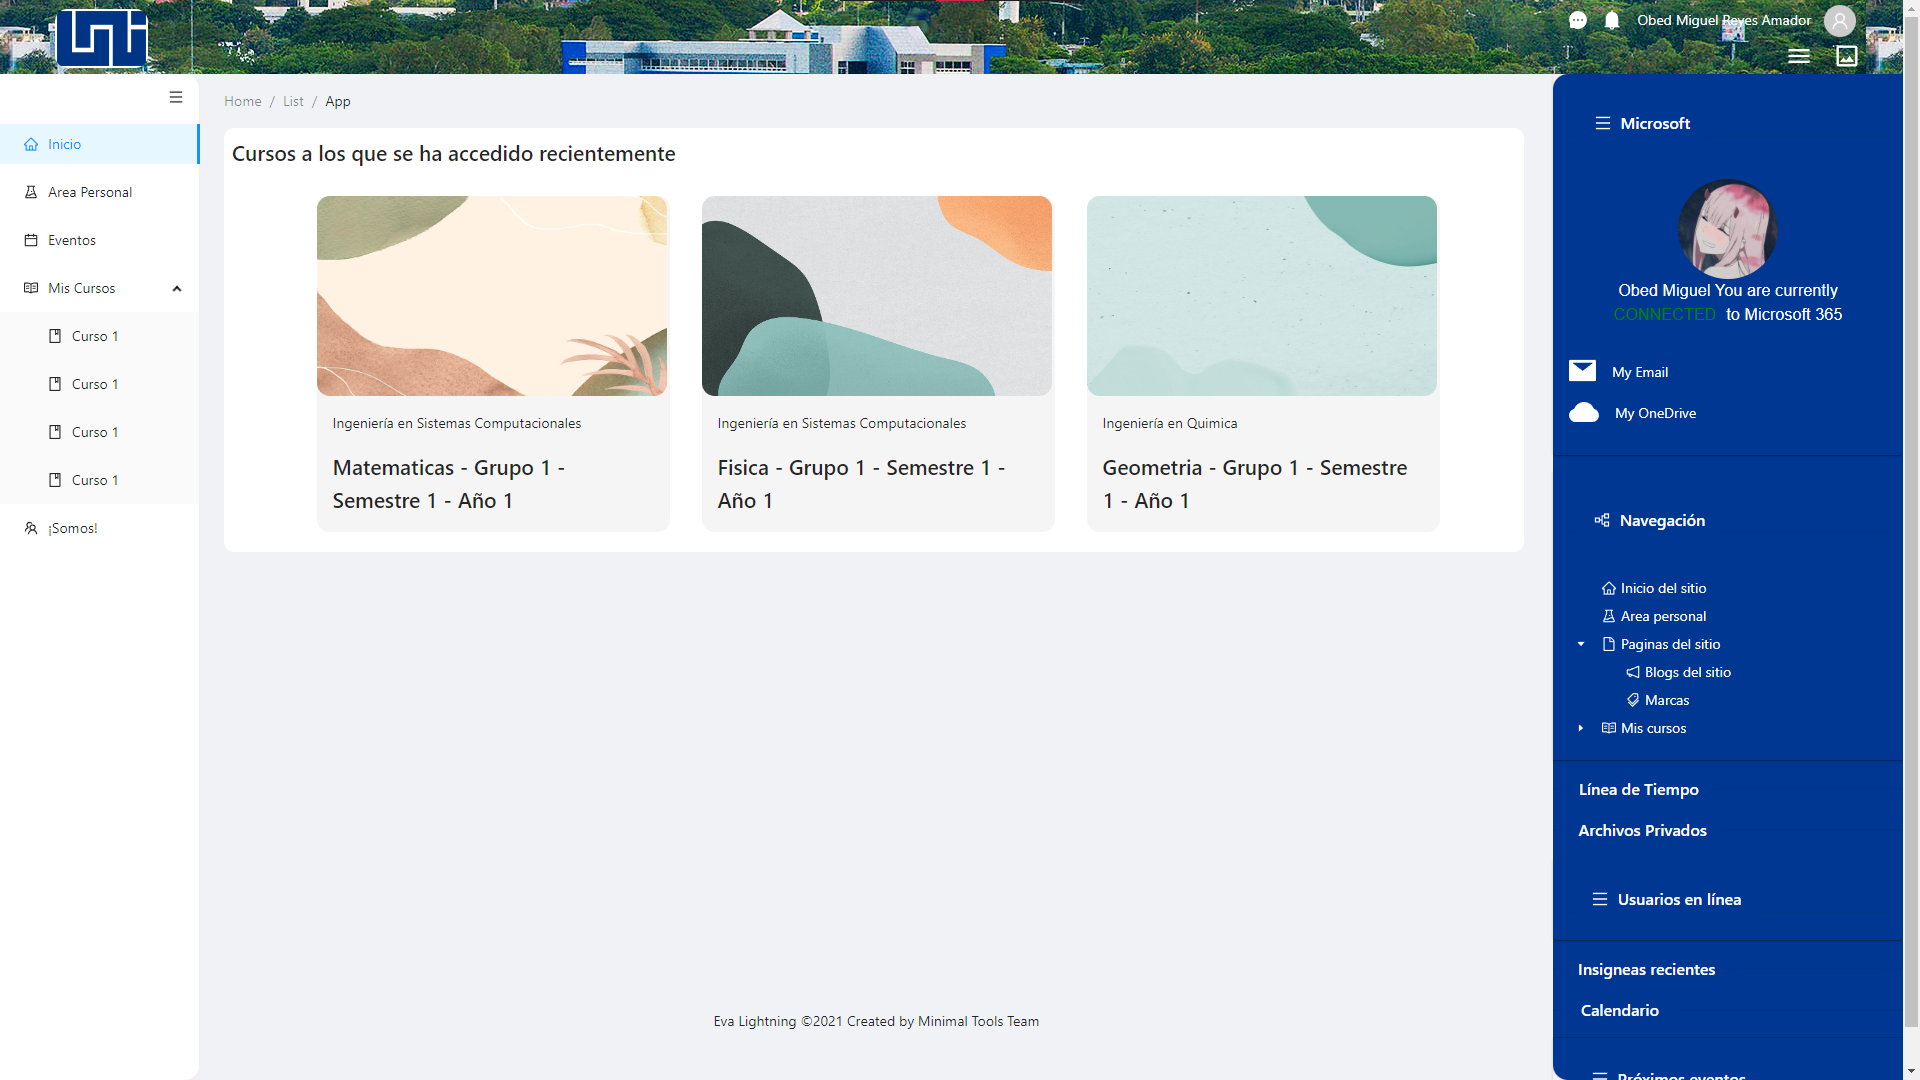 UNI
Obed Miguel Reyes Amador
Inicio
Area Personal
Eventos
Mis Cursos
Curso 1
Curso 1
Curso 1
Curso 1
¡Somos!
Home / List / App
Cursos a los que se ha accedido recientemente
Ingeniería en Sistemas Computacionales
Matematicas - Grupo 1 -
Semestre 1 - Año 1
Ingeniería en Sistemas Computacionales
Fisica - Grupo 1 - Semestre 1 -
Año 1
Ingeniería en Quimica
Geometria - Grupo 1 - Semestre
1 - Año 1
Eva Lightning ©2021 Created by Minimal Tools Team
Microsoft
Obed Miguel You are currently
CONNECTED to Microsoft 365
My Email
My OneDrive
Navegación
Inicio del sitio
Area personal
Paginas del sitio
Blogs del sitio
Marcas
Mis cursos
Línea de Tiempo
Archivos Privados
Usuarios en línea
Insigneas recientes
Calendario
Próximos eventos